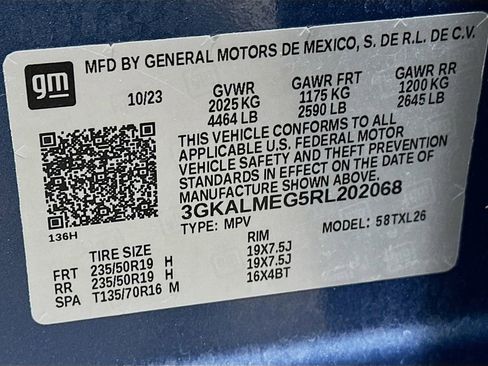 gm
MFD BY GENERAL MOTORS DE MEXICO, S. DE R.L. DE C.V.
10/23 GVWR GAWR FRT GAWR RR
2025 KG 1175 KG 1200 KG
4464 LB 2590 LB 2645 LB
THIS VEHICLE CONFORMS TO ALL
APPLICABLE U.S. FEDERAL MOTOR
VEHICLE SAFETY AND THEFT PREVENTION
STANDARDS IN EFFECT ON THE DATE OF
MANUFACTURE SHOWN ABOVE.
3GKALMEG5RL202068
TYPE: MPV MODEL: 58TXL26
136H
TIRE SIZE RIM
FRT 235/50R19 H 19X7.5J
RR 235/50R19 H 19X7.5J
SPA T135/70R16 M 16X4BT